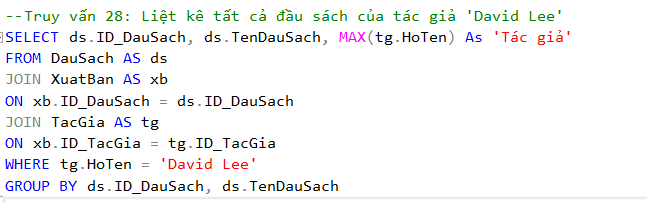 --Truy vấn 28: Liệt kê tất cả đầu sách của tác giả 'David Lee'
SELECT ds.ID_DauSach, ds.TenDauSach, MAX(tg.HoTen) As 'Tác giả'
FROM DauSach AS ds
JOIN XuatBan AS xb
ON xb.ID_DauSach = ds.ID_DauSach
JOIN TacGia AS tg
ON xb.ID_TacGia = tg.ID_TacGia
WHERE tg.HoTen = 'David Lee'
GROUP BY ds.ID_DauSach, ds.TenDauSach